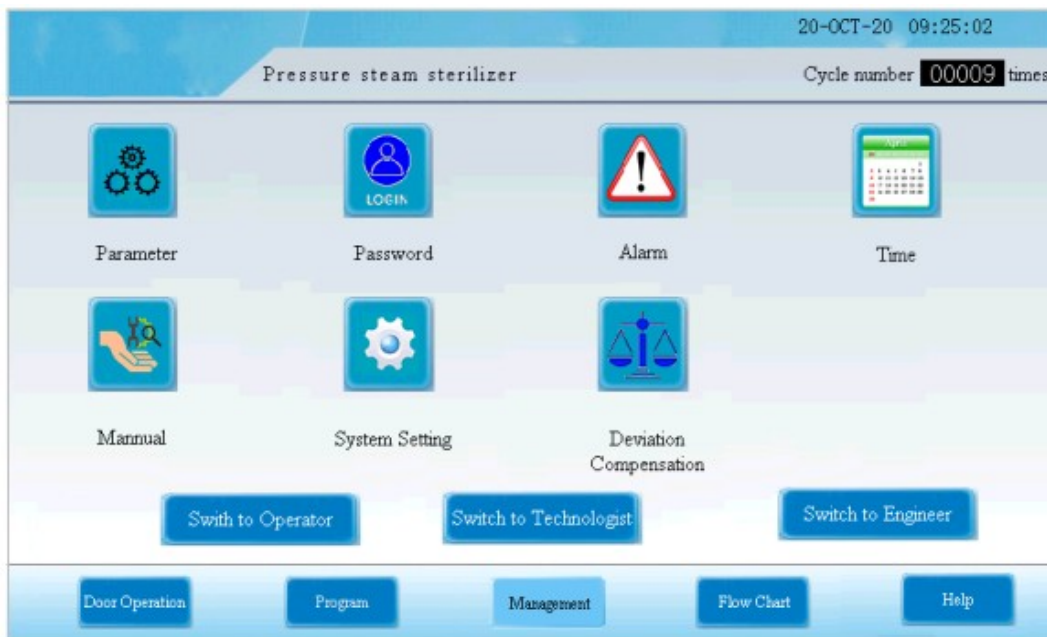 20-OCT-20 09:25:02
Pressure steam sterilizer
Cycle number 00009 times
LOGIN
April
Parameter
Password
Alarm
Time
Mannual
System Setting
Deviation
Compensation
Swith to Operator
Switch to Technologist
Switch to Engineer
Door Operation
Program
Management
Flow Chart
Help